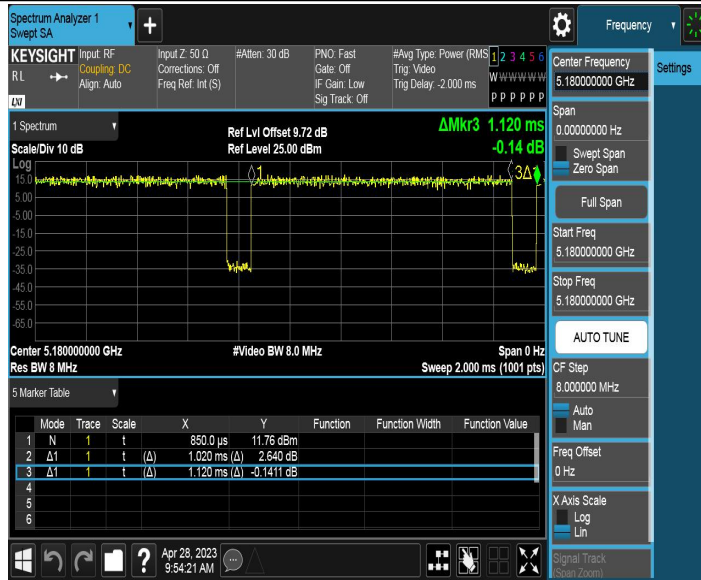 Spectrum Analyzer 1
Swept SA
+
Frequency
KEYSIGHT
Input: RF
Input Z: 50 Ω
#Atten: 30 dB
PNO: Fast
#Avg Type: Power (RMS
1 2 3 4 5 6
R L
Coupling: DC
Corrections: Off
Gate: Off
Trig: Video
W W W W W W
Align: Auto
Freq Ref: Int (S)
IF Gain: Low
Trig Delay: -2.000 ms
P P P P P P
Sig Track: Off
LXI
1 Spectrum
Scale/Div 10 dB
Ref Lvl Offset 9.72 dB
Ref Level 25.00 dBm
ΔMkr3 1.120 ms
-0.14 dB
Log
15.0
5.00
-5.00
-15.0
-25.0
-35.0
-45.0
-55.0
-65.0
1
3Δ1
Center 5.180000000 GHz
#Video BW 8.0 MHz
Span 0 Hz
Res BW 8 MHz
Sweep 2.000 ms (1001 pts)
5 Marker Table
Mode Trace Scale X Y Function Function Width Function Value
1 N 1 t 850.0 µs 11.76 dBm
2 Δ1 1 t (Δ) 1.020 ms (Δ) 2.640 dB
3 Δ1 1 t (Δ) 1.120 ms (Δ) -0.1411 dB
4
5
6
?
Apr 28, 2023
9:54:21 AM
Center Frequency
5.180000000 GHz
Settings
Span
0.00000000 Hz
Swept Span
Zero Span
Full Span
Start Freq
5.180000000 GHz
Stop Freq
5.180000000 GHz
AUTO TUNE
CF Step
8.000000 MHz
Auto
Man
Freq Offset
0 Hz
X Axis Scale
Log
Lin
Signal Track
(Span Zoom)